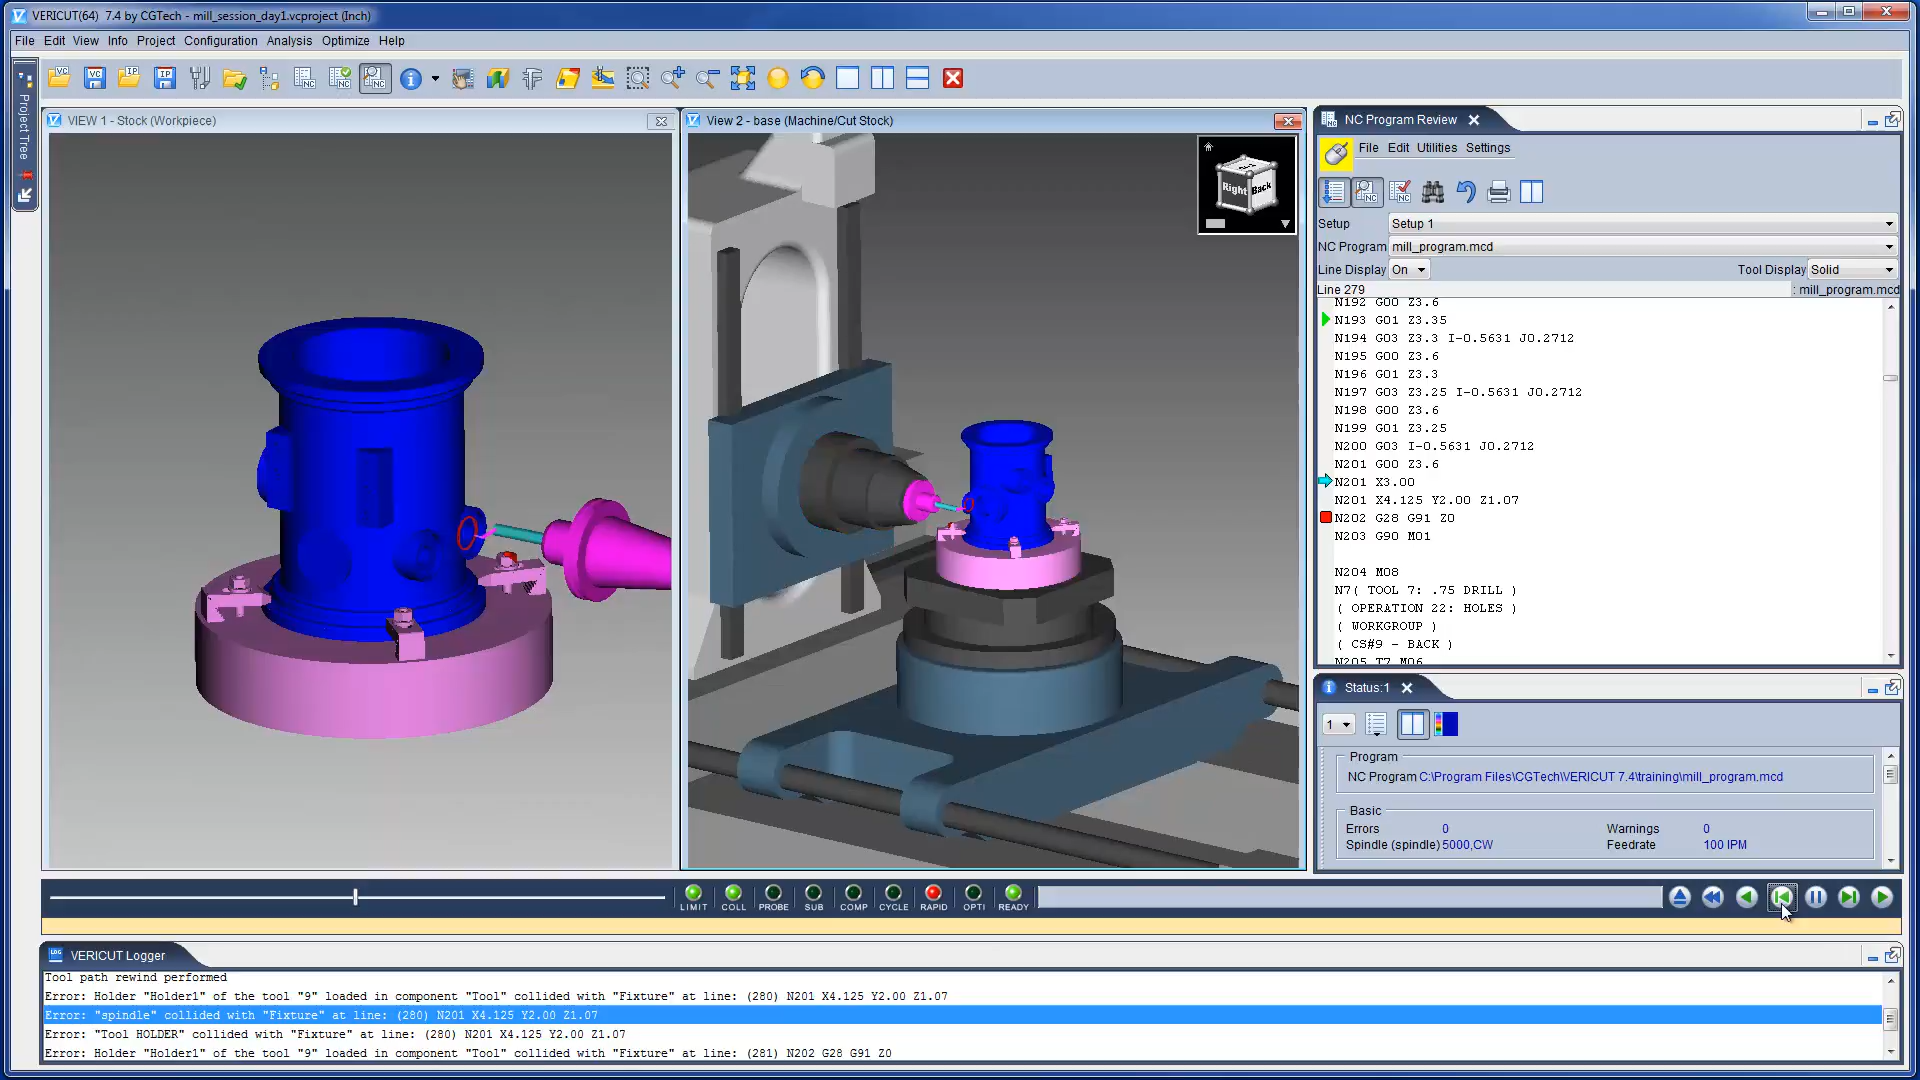 VERICUT(64)  7.4 by CGTech - mill_session_day1.vcproject (Inch)
File Edit View Info Project Configuration Analysis Optimize Help
Project Tree
VIEW 1 - Stock (Workpiece)
View 2 - base (Machine/Cut Stock)
Right Back
NC Program Review
File Edit Utilities Settings
Setup Setup 1
NC Program mill_program.mcd
Line Display On Tool Display Solid
Line 279 : mill_program.mcd
N192 G00 Z3.6
N193 G01 Z3.35
N194 G03 Z3.3 I-0.5631 J0.2712
N195 G00 Z3.6
N196 G01 Z3.3
N197 G03 Z3.25 I-0.5631 J0.2712
N198 G00 Z3.6
N199 G01 Z3.25
N200 G03 I-0.5631 J0.2712
N201 G00 Z3.6
N201 X3.00
N201 X4.125 Y2.00 Z1.07
N202 G28 G91 Z0
N203 G90 M01
N204 M08
N7( TOOL 7: .75 DRILL )
( OPERATION 22: HOLES )
( WORKGROUP )
( CS#9 - BACK )
N205 T7 M06
Status:1
1
Program
NC Program C:\Program Files\CGTech\VERICUT 7.4\training\mill_program.mcd
Basic
Errors 0 Warnings 0
Spindle (spindle) 5000,CW Feedrate 100 IPM
LIMIT COLL PROBE SUB COMP CYCLE RAPID OPTI READY
VERICUT Logger
Tool path rewind performed
Error: Holder "Holder1" of the tool "9" loaded in component "Tool" collided with "Fixture" at line: (280) N201 X4.125 Y2.00 Z1.07
Error: "spindle" collided with "Fixture" at line: (280) N201 X4.125 Y2.00 Z1.07
Error: "Tool HOLDER" collided with "Fixture" at line: (280) N201 X4.125 Y2.00 Z1.07
Error: Holder "Holder1" of the tool "9" loaded in component "Tool" collided with "Fixture" at line: (281) N202 G28 G91 Z0